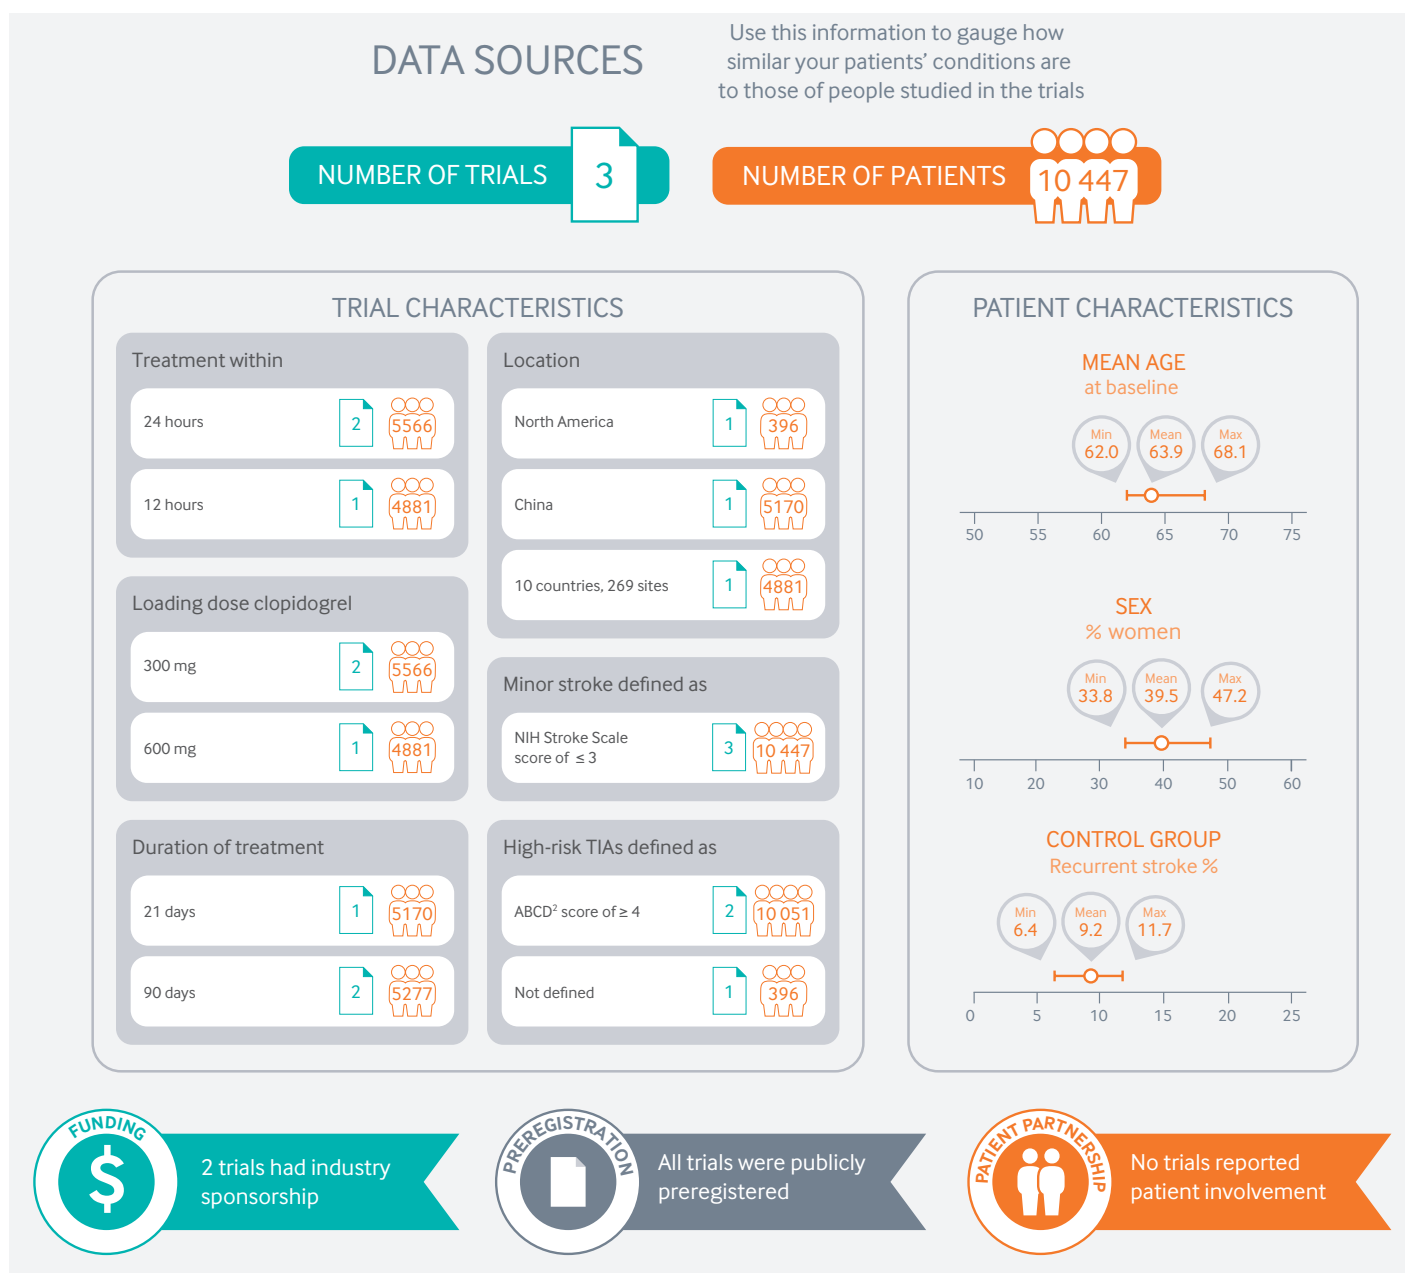 DATA SOURCES
Use this information to gauge how
similar your patients’ conditions are
to those of people studied in the trials
NUMBER OF TRIALS 3
NUMBER OF PATIENTS 10 447
TRIAL CHARACTERISTICS
Treatment within
24 hours 2 5566
12 hours 1 4881
Loading dose clopidogrel
300 mg 2 5566
600 mg 1 4881
Duration of treatment
21 days 1 5170
90 days 2 5277
Location
North America 1 396
China 1 5170
10 countries, 269 sites 1 4881
Minor stroke defined as
NIH Stroke Scale
score of ≤ 3 3 10 447
High-risk TIAs defined as
ABCD² score of ≥ 4 2 10 051
Not defined 1 396
PATIENT CHARACTERISTICS
MEAN AGE
at baseline
Min Mean Max
62.0 63.9 68.1
50 55 60 65 70 75
SEX
% women
Min Mean Max
33.8 39.5 47.2
10 20 30 40 50 60
CONTROL GROUP
Recurrent stroke %
Min Mean Max
6.4 9.2 11.7
0 5 10 15 20 25
FUNDING
$
2 trials had industry
sponsorship
PREREGISTRATION
All trials were publicly
preregistered
PATIENT PARTNERSHIP
No trials reported
patient involvement